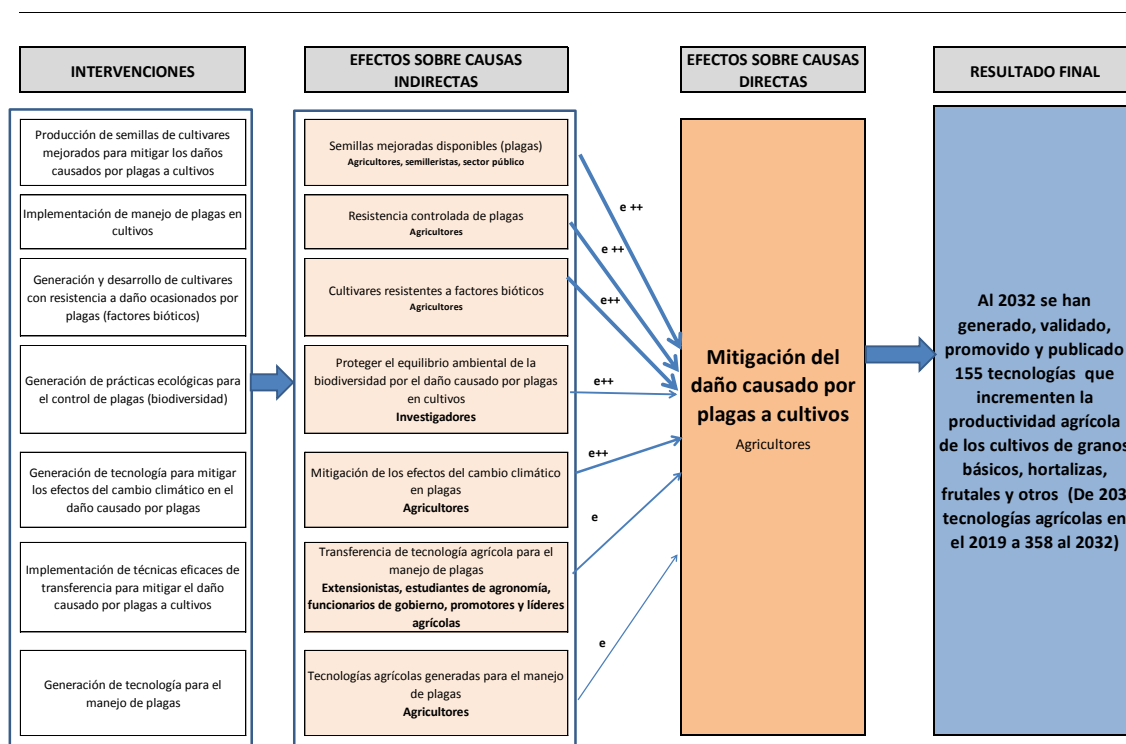 INTERVENCIONES
EFECTOS SOBRE CAUSAS
INDIRECTAS
EFECTOS SOBRE CAUSAS
DIRECTAS
RESULTADO FINAL
Producción de semillas de cultivares
mejorados para mitigar los daños
causados por plagas a cultivos
Implementación de manejo de plagas en
cultivos
Generación y desarrollo de cultivares
con resistencia a daño ocasionados por
plagas (factores bióticos)
Generación de prácticas ecológicas para
el control de plagas (biodiversidad)
Generación de tecnología para mitigar
los efectos del cambio climático en el
daño causado por plagas
Implementación de técnicas eficaces de
transferencia para mitigar el daño
causado por plagas a cultivos
Generación de tecnología para el
manejo de plagas
Semillas mejoradas disponibles (plagas)
Agricultores, semilleristas, sector público
Resistencia controlada de plagas
Agricultores
Cultivares resistentes a factores bióticos
Agricultores
Proteger el equilibrio ambiental de la
biodiversidad por el daño causado por plagas
en cultivos
Investigadores
Mitigación de los efectos del cambio climático
en plagas
Agricultores
Transferencia de tecnología agrícola para el
manejo de plagas
Extensionistas, estudiantes de agronomía,
funcionarios de gobierno, promotores y líderes
agrícolas
Tecnologías agrícolas generadas para el manejo
de plagas
Agricultores
e ++
e ++
e++
e++
e++
e
e
Mitigación del
daño causado por
plagas a cultivos
Agricultores
Al 2032 se han
generado, validado,
promovido y publicado
155 tecnologías que
incrementen la
productividad agrícola
de los cultivos de granos
básicos, hortalizas,
frutales y otros (De 203
tecnologías agrícolas en
el 2019 a 358 al 2032)